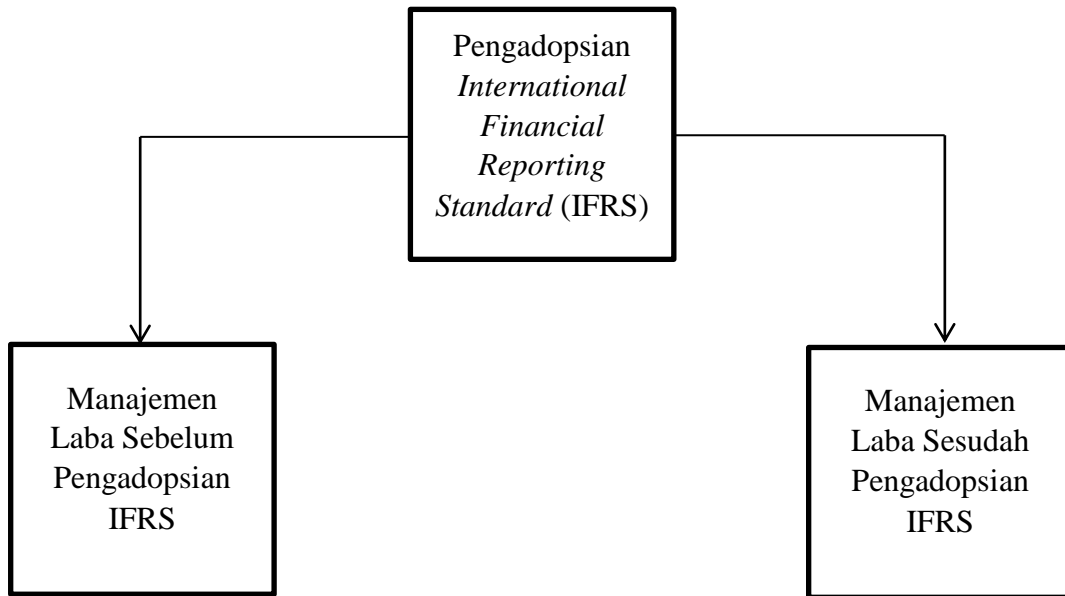 Pengadopsian
International
Financial
Reporting
Standard (IFRS)
Manajemen
Laba Sebelum
Pengadopsian
IFRS
Manajemen
Laba Sesudah
Pengadopsian
IFRS